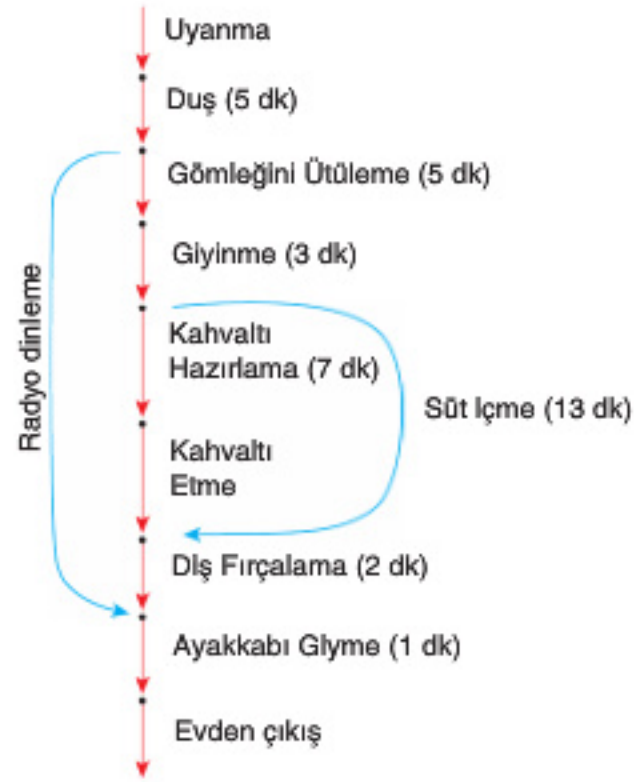 Uyanma
Duş (5 dk)
Gömleğini Ütüleme (5 dk)
Giyinme (3 dk)
Radyo dinleme
Kahvaltı
Hazırlama (7 dk)
Süt Içme (13 dk)
Kahvaltı
Etme
DIş Fırçalama (2 dk)
Ayakkabı GIyme (1 dk)
Evden çıkış